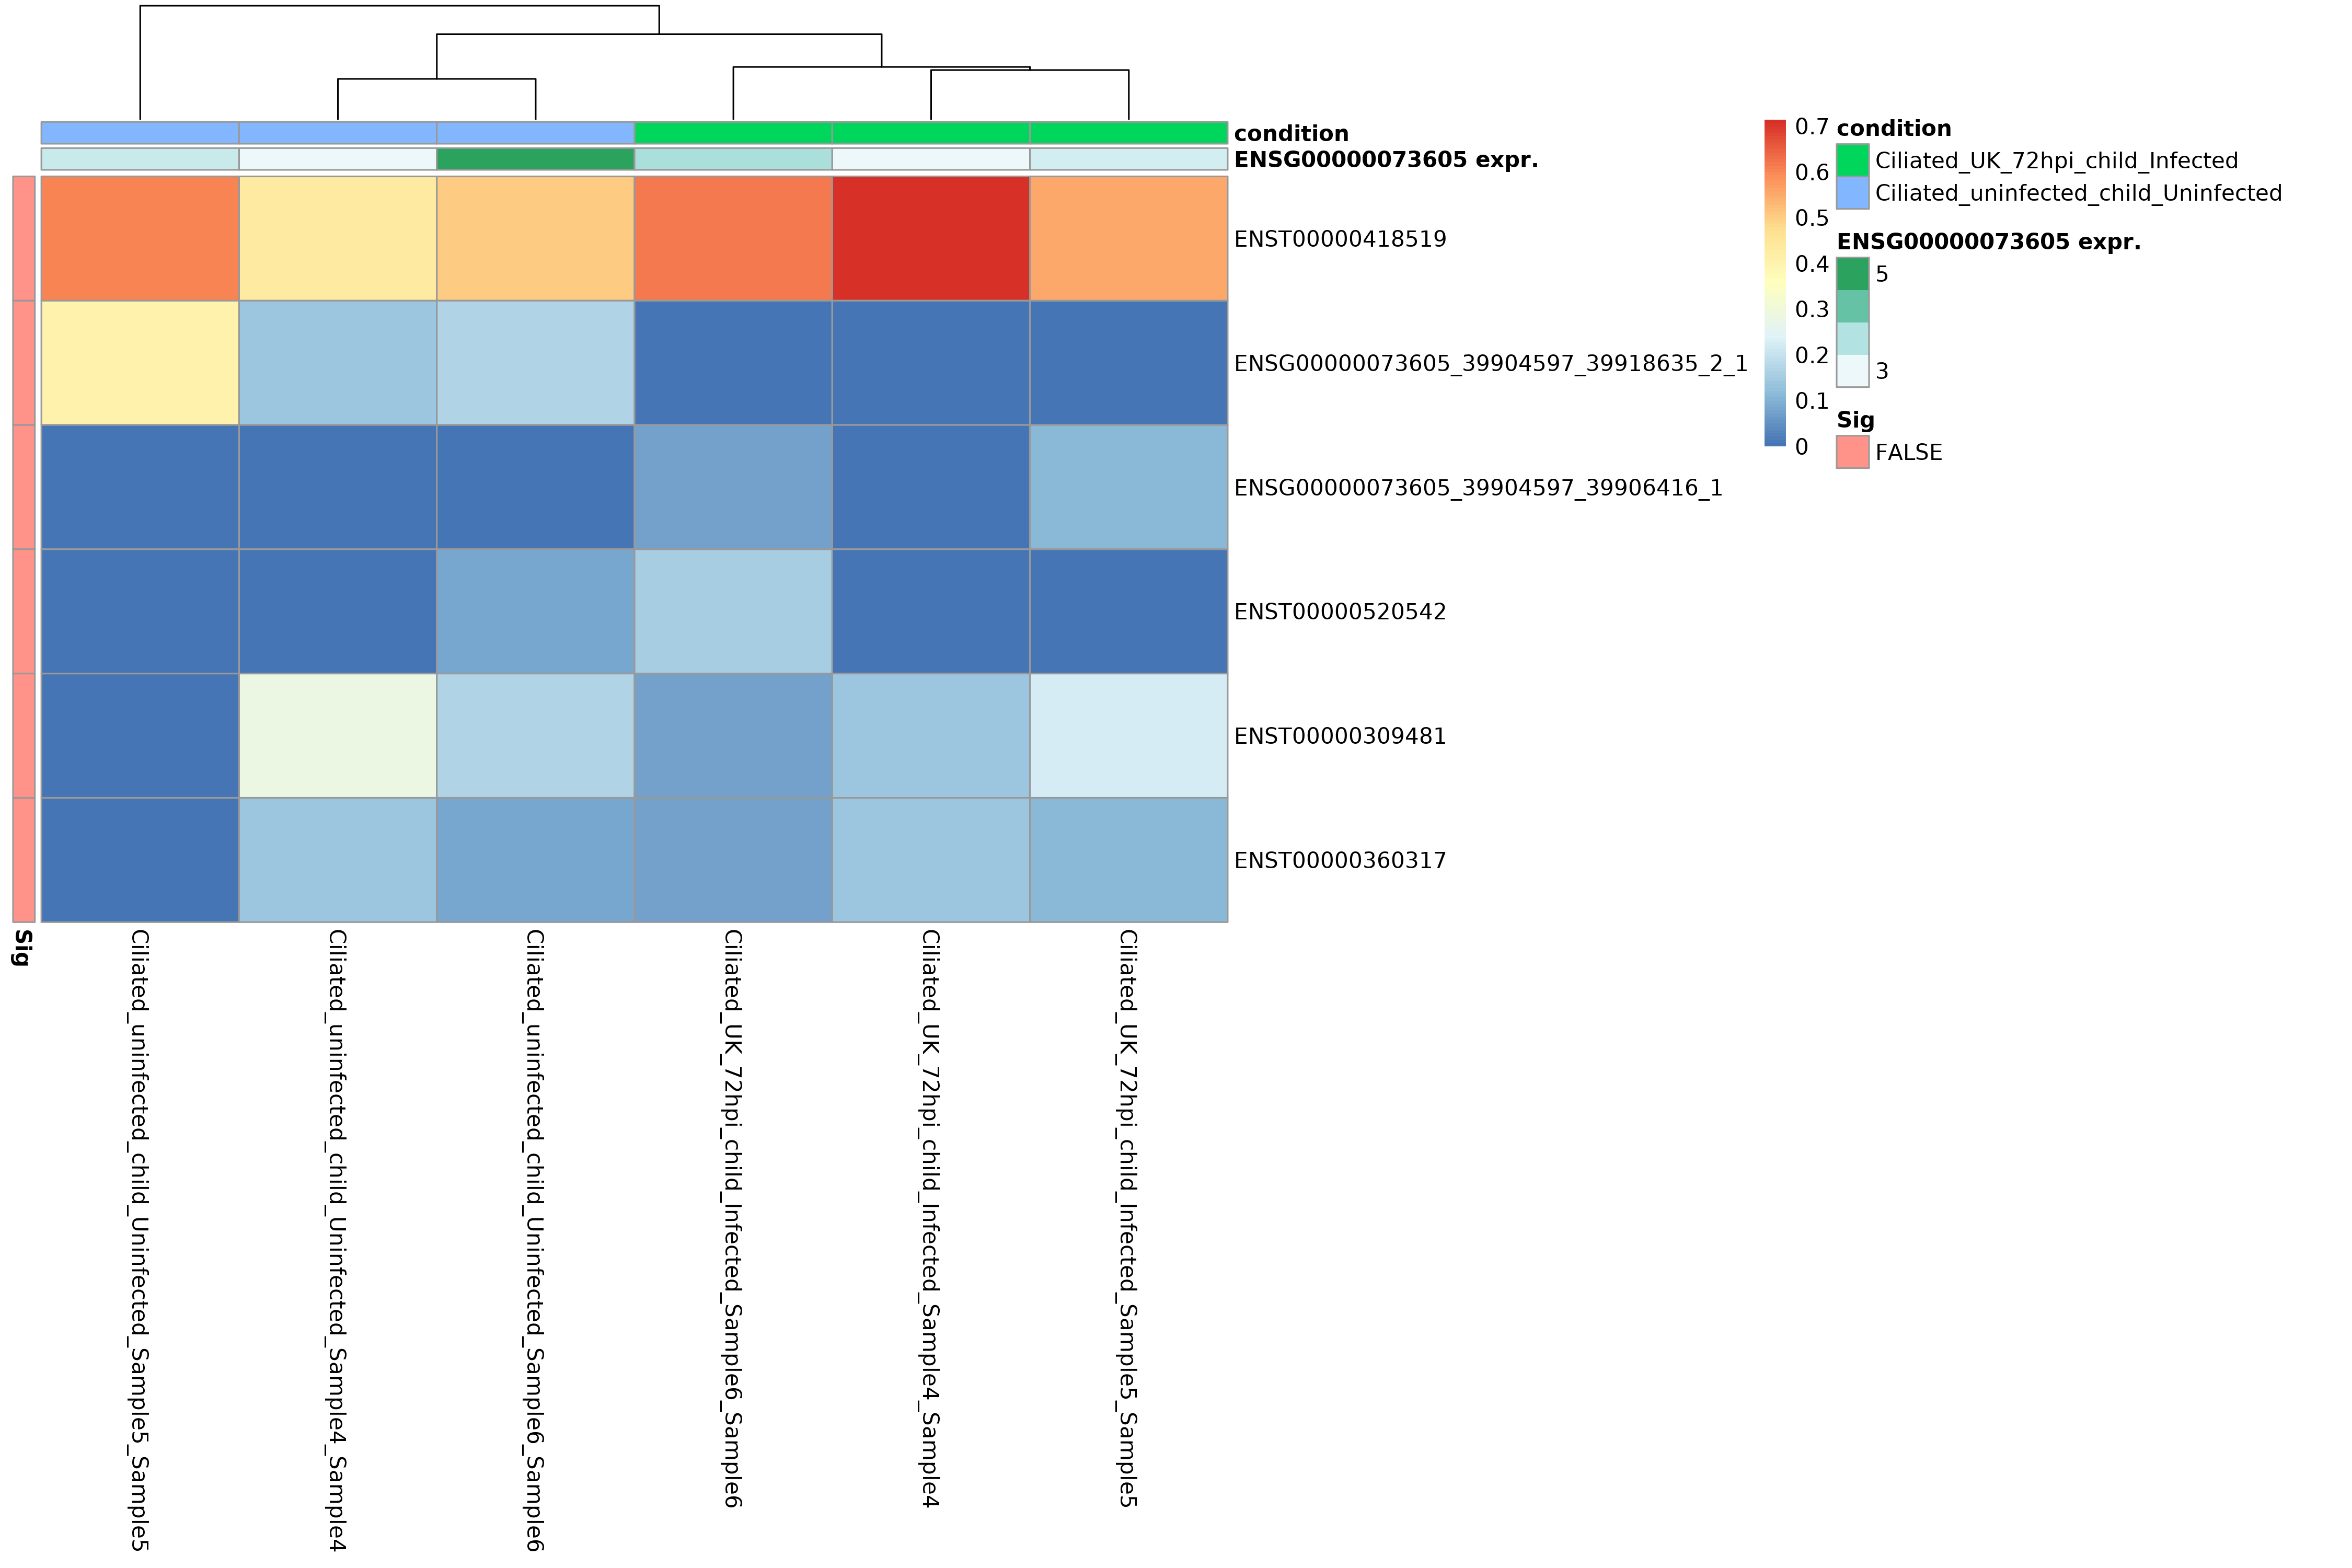 condition
ENSG00000073605 expr.
ENST00000418519
ENSG00000073605_39904597_39918635_2_1
ENSG00000073605_39904597_39906416_1
ENST00000520542
ENST00000309481
ENST00000360317
Sig
Ciliated_uninfected_child_Uninfected_Sample5_Sample5
Ciliated_uninfected_child_Uninfected_Sample4_Sample4
Ciliated_uninfected_child_Uninfected_Sample6_Sample6
Ciliated_UK_72hpi_child_Infected_Sample6_Sample6
Ciliated_UK_72hpi_child_Infected_Sample4_Sample4
Ciliated_UK_72hpi_child_Infected_Sample5_Sample5
0.7
0.6
0.5
0.4
0.3
0.2
0.1
0
condition
Ciliated_UK_72hpi_child_Infected
Ciliated_uninfected_child_Uninfected
ENSG00000073605 expr.
5
3
Sig
FALSE